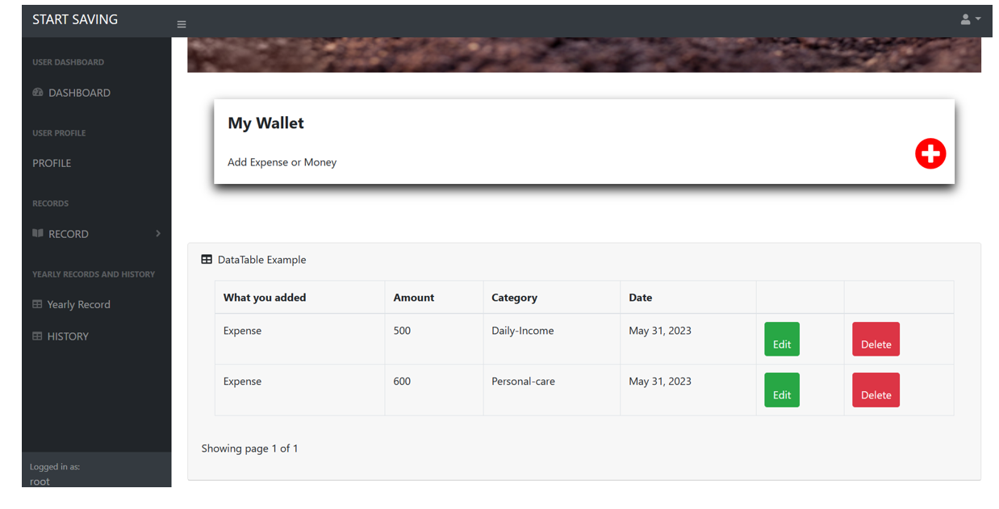 START SAVING
USER DASHBOARD
DASHBOARD
USER PROFILE
PROFILE
RECORDS
RECORD
YEARLY RECORDS AND HISTORY
Yearly Record
HISTORY
Logged in as:
root
My Wallet
Add Expense or Money
DataTable Example
What you added Amount Category Date
Expense 500 Daily-Income May 31, 2023 Edit Delete
Expense 600 Personal-care May 31, 2023 Edit Delete
Showing page 1 of 1